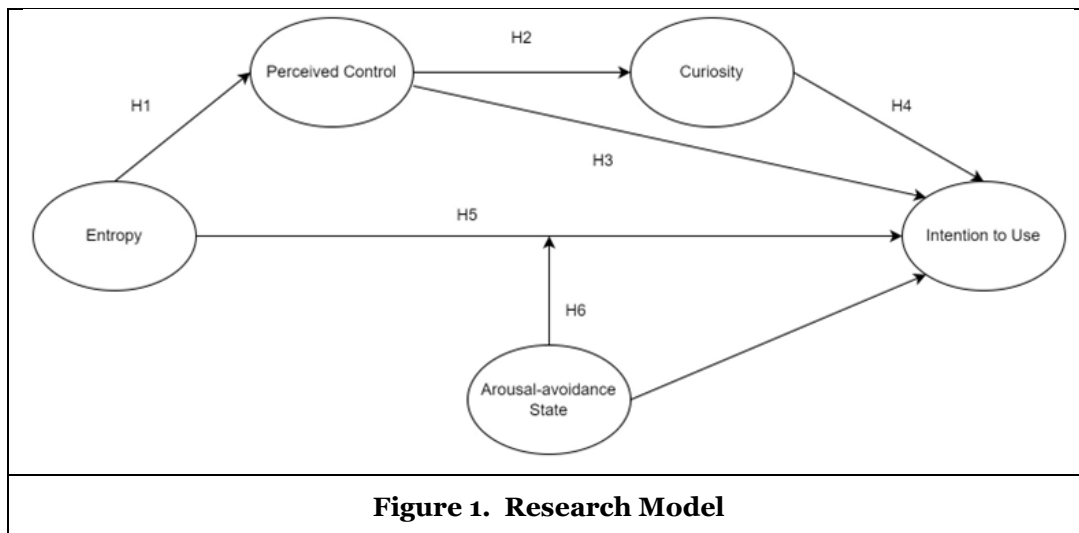 H2
Perceived Control
Curiosity
H1
H4
H3
H5
Entropy
Intention to Use
H6
Arousal-avoidance
State
Figure 1. Research Model